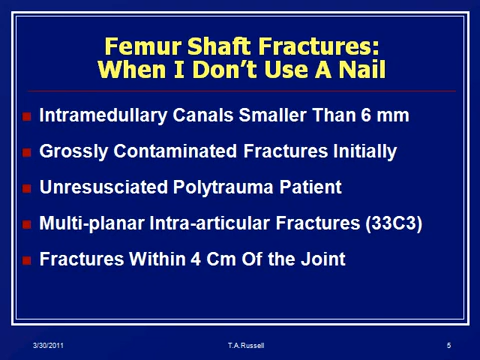 Femur Shaft Fractures:
When I Don't Use A Nail
Intramedullary Canals Smaller Than 6 mm
Grossly Contaminated Fractures Initially
Unresusciated Polytrauma Patient
Multi-planar Intra-articular Fractures (33C3)
Fractures Within 4 Cm Of the Joint
3/30/2011 T.A.Russell 5